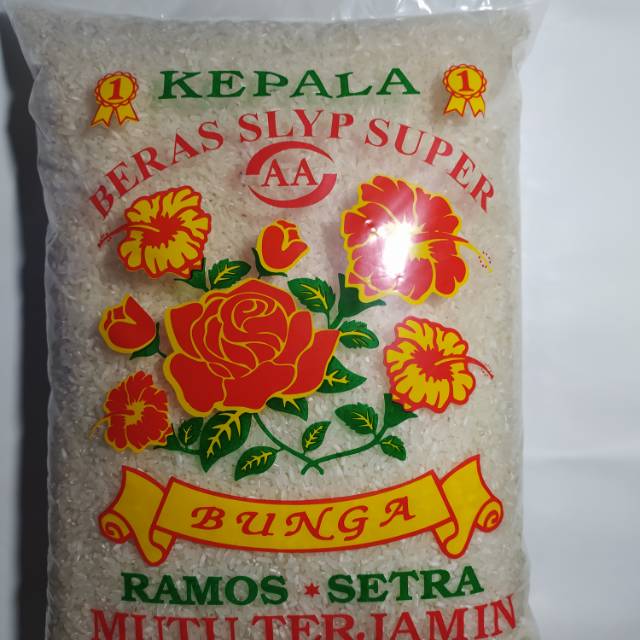 1 KEPALA 1
BERAS SLYP SUPER
AA
BUNGA
RAMOS * SETRA
MUTU TERJAMIN